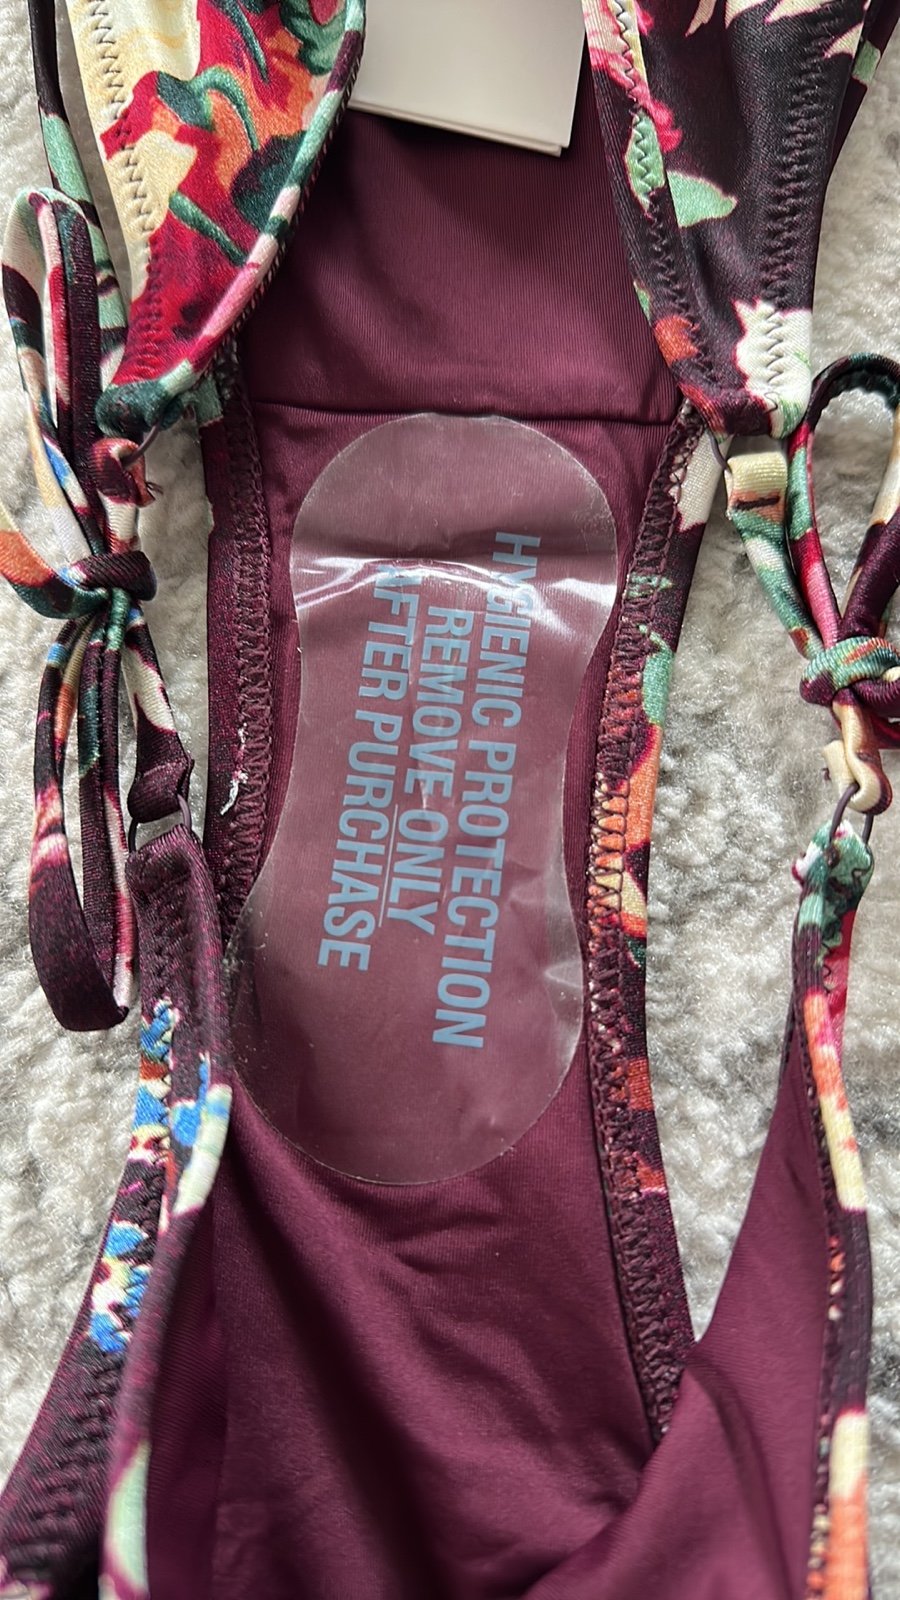 HYGIENIC PROTECTION
REMOVE ONLY
AFTER PURCHASE